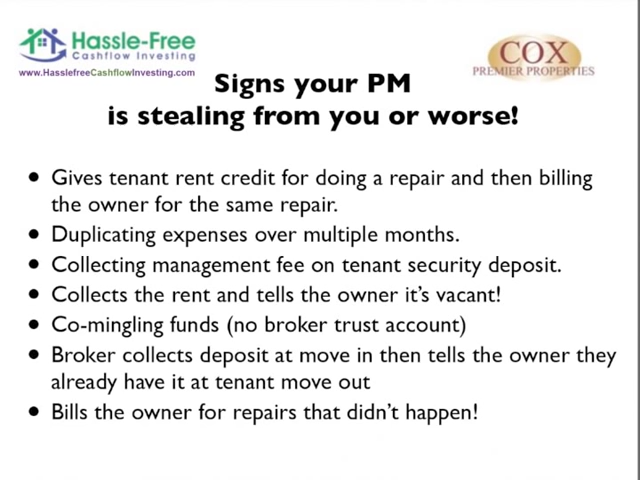 Hassle-Free
Cashflow Investing
www.HasslefreeCashflowInvesting.com
COX
PREMIER PROPERTIES
Signs your PM
is stealing from you or worse!
• Gives tenant rent credit for doing a repair and then billing
the owner for the same repair.
• Duplicating expenses over multiple months.
• Collecting management fee on tenant security deposit.
• Collects the rent and tells the owner it's vacant!
• Co-mingling funds (no broker trust account)
• Broker collects deposit at move in then tells the owner they
already have it at tenant move out
• Bills the owner for repairs that didn't happen!